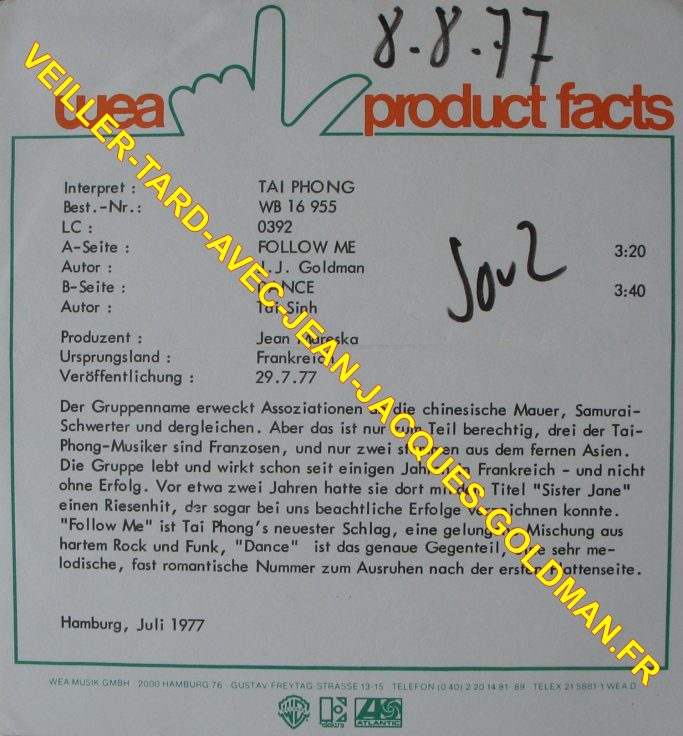 8.8.77
wea product facts
Interpret : TAI PHONG
Best.-Nr.: WB 16 955
LC : 0392
A-Seite : FOLLOW ME 3:20
Autor : J. Goldman
B-Seite : DANCE 3:40
Autor : Tai Sinh
Produzent : Jean Mareska
Ursprungsland : Frankreich
Veröffentlichung : 29.7.77
Der Gruppenname erweckt Assoziationen die chinesische Mauer, Samurai-
Schwerter und dergleichen. Aber das ist nur zum Teil berechtig, drei der Tai-
Phong-Musiker sind Franzosen, und nur zwei stammen aus dem fernen Asien.
Die Gruppe lebt und wirkt schon seit einigen Jahren in Frankreich - und nicht
ohne Erfolg. Vor etwa zwei Jahren hatte sie dort mit dem Titel "Sister Jane"
einen Riesenhit, der sogar bei uns beachtliche Erfolge verzeichnen konnte.
"Follow Me" ist Tai Phong's neuester Schlag, eine gelungene Mischung aus
hartem Rock und Funk, "Dance" ist das genaue Gegenteil, eine sehr me-
lodische, fast romantische Nummer zum Ausruhen nach der ersten Plattenseite.
Hamburg, Juli 1977
WEA MUSIK GMBH · 2000 HAMBURG 76 · GUSTAV-FREYTAG-STRASSE 13-15 TELEFON (0 40) 2 20 14 81-89 · TELEX 21 5881-1 WEA D
elektra
ATLANTIC
VEILLER-TARD-AVEC-JEAN-JACQUES-GOLDMAN.FR